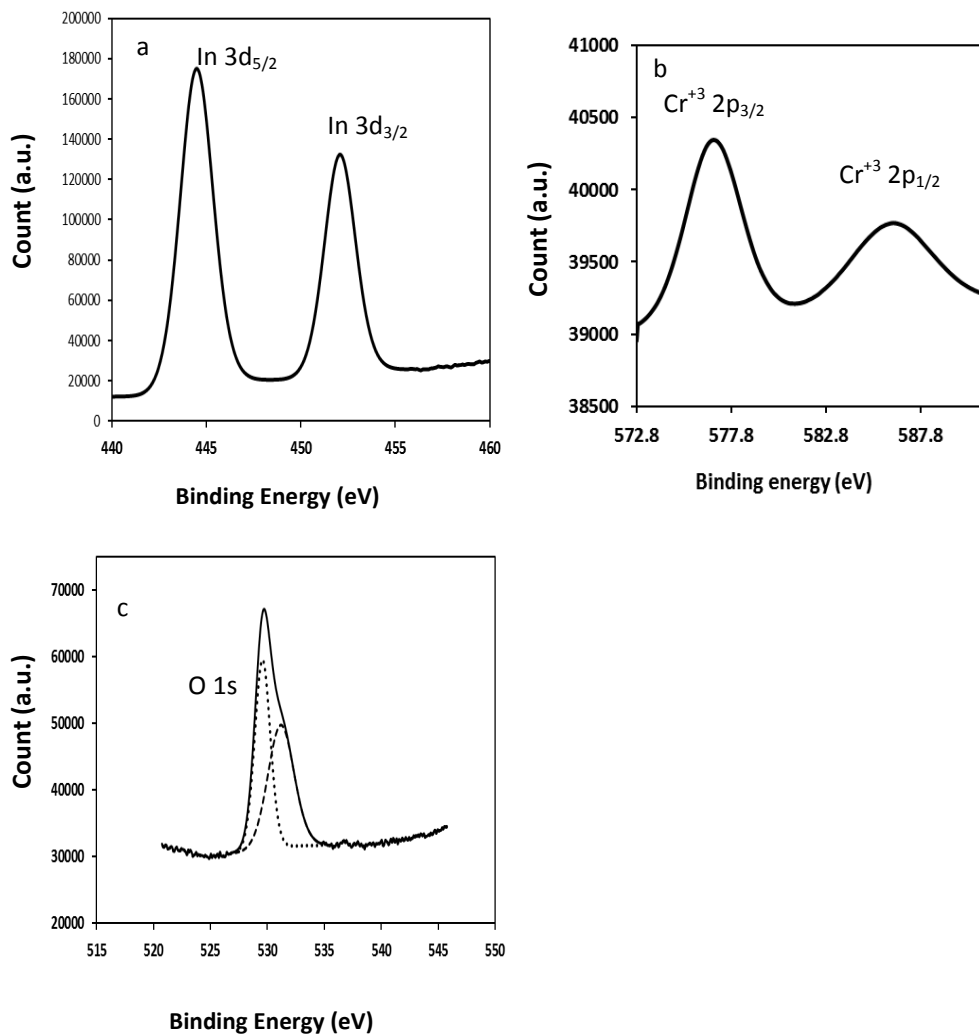 a
In 3d5/2
In 3d3/2
200000
180000
160000
140000
120000
100000
80000
60000
40000
20000
0
440 445 450 455 460
Count (a.u.)
Binding Energy (eV)
b
Cr+3 2p3/2
Cr+3 2p1/2
41000
40500
40000
39500
39000
38500
572.8 577.8 582.8 587.8
Count (a.u.)
Binding energy (eV)
c
O 1s
70000
60000
50000
40000
30000
20000
515 520 525 530 535 540 545 550
Count (a.u.)
Binding Energy (eV)